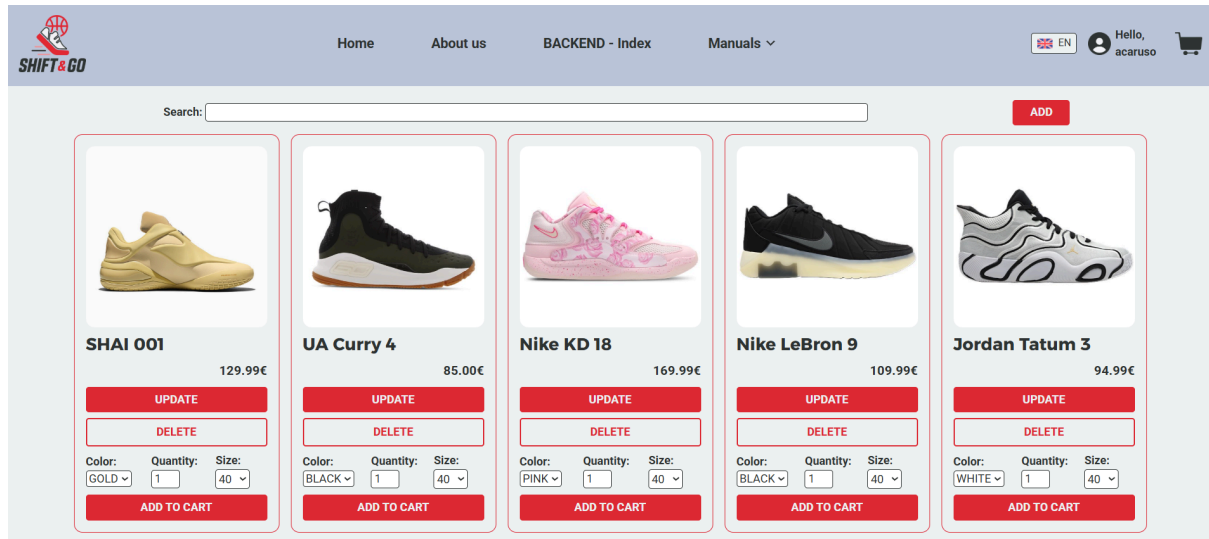 SHIFT&GO
Home About us BACKEND - Index Manuals
EN
Hello,
acaruso
Search:
ADD
SHAI 001
129.99€
UPDATE
DELETE
Color: Quantity: Size:
GOLD 1 40
ADD TO CART
UA Curry 4
85.00€
UPDATE
DELETE
Color: Quantity: Size:
BLACK 1 40
ADD TO CART
Nike KD 18
169.99€
UPDATE
DELETE
Color: Quantity: Size:
PINK 1 40
ADD TO CART
Nike LeBron 9
109.99€
UPDATE
DELETE
Color: Quantity: Size:
BLACK 1 40
ADD TO CART
Jordan Tatum 3
94.99€
UPDATE
DELETE
Color: Quantity: Size:
WHITE 1 40
ADD TO CART